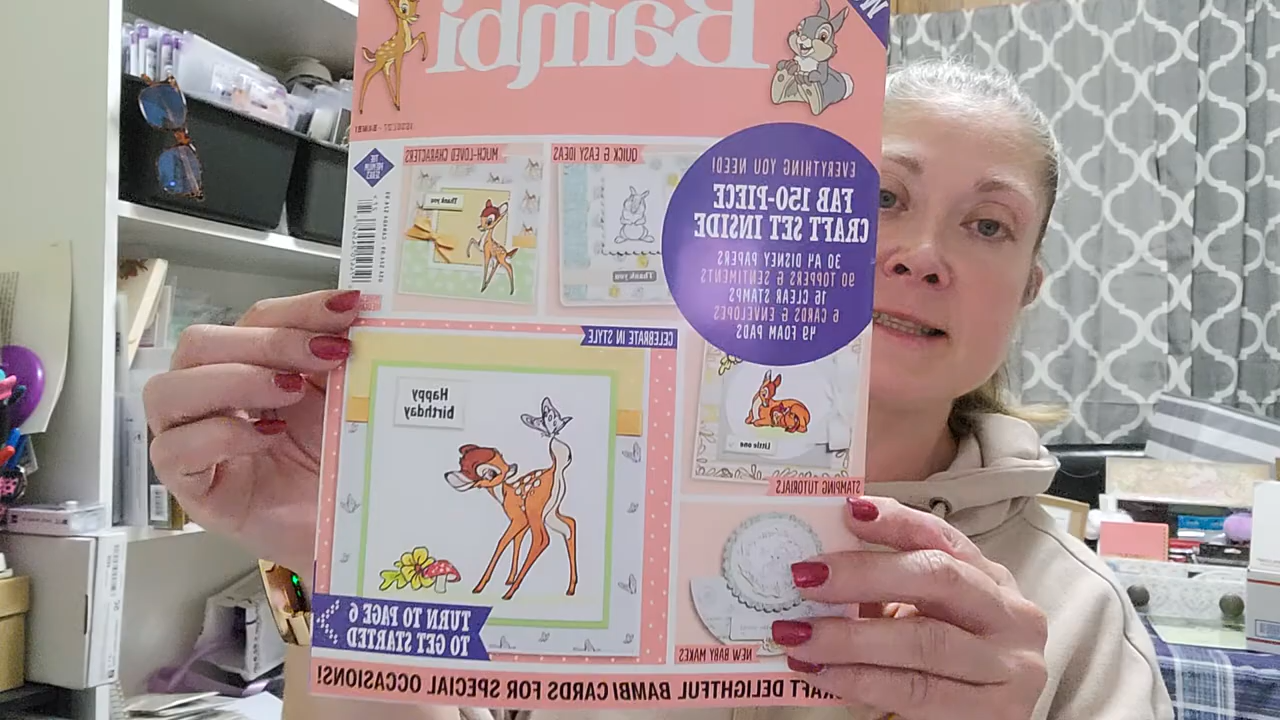 Bambi
THE PREMIUM SERIES
MUCH-LOVED CHARACTERS
QUICK & EASY IDEAS
Thank you
Thank you
EVERYTHING YOU NEED!
FAB 150-PIECE
CRAFT SET INSIDE
30 A4 DISNEY PAPERS
90 TOPPERS & SENTIMENTS
16 CLEAR STAMPS
6 CARDS & ENVELOPES
49 FOAM PADS
CELEBRATE IN STYLE
Happy
birthday
Little one
STAMPING TUTORIALS
TURN TO PAGE 6
TO GET STARTED
NEW BABY MAKES
DELIGHTFUL BAMBI CARDS FOR SPECIAL OCCASIONS!